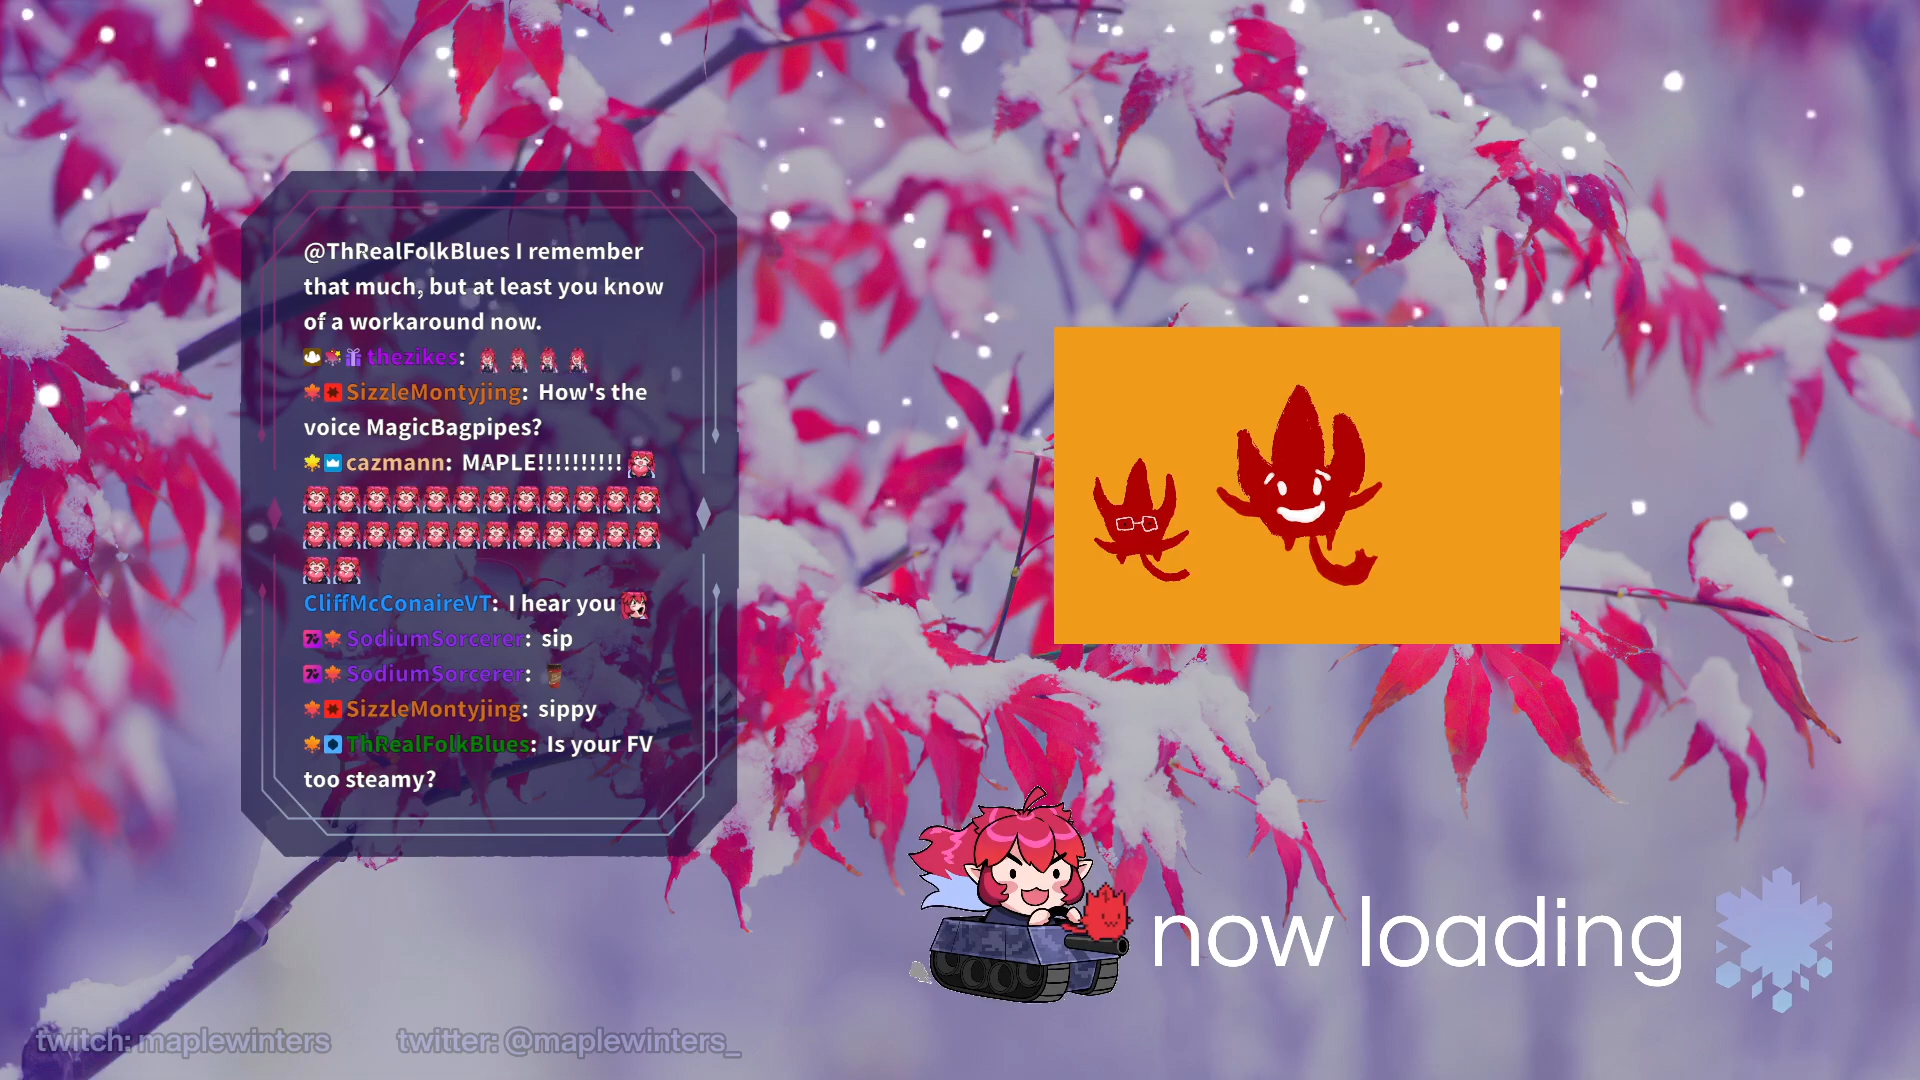 @ThRealFolkBlues I remember
that much, but at least you know
of a workaround now.
thezikes:
SizzleMontyjing: How's the
voice MagicBagpipes?
cazmann: MAPLE!!!!!!!!!!
CliffMcConaireVT: I hear you
SodiumSorcerer: sip
SodiumSorcerer:
SizzleMontyjing: sippy
ThRealFolkBlues: Is your FV
too steamy?
now loading
twitch: maplewinters
twitter: @maplewinters_